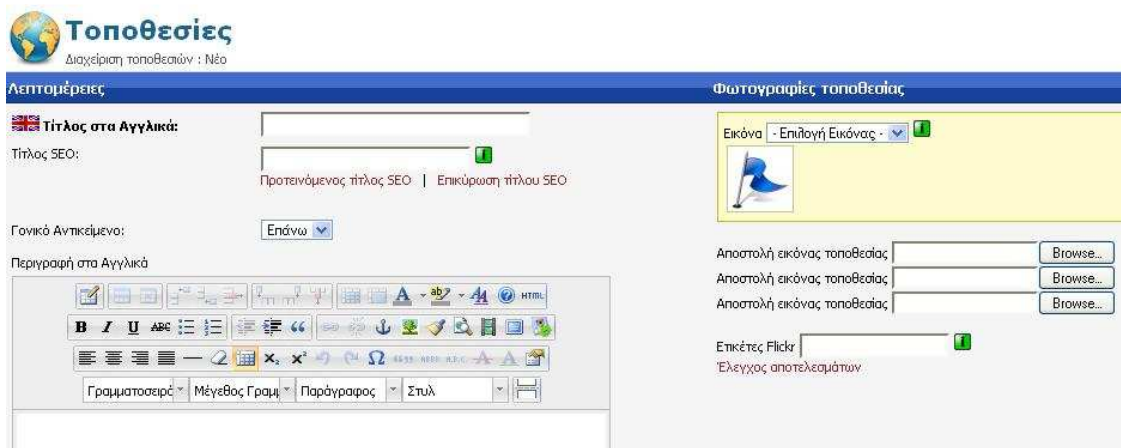 Τοποθεσίες
Διαχείριση τοποθεσιών : Νέο
Λεπτομέρειες
Τίτλος στα Αγγλικά:
Τίτλος SEO:
Προτεινόμενος τίτλος SEO | Επικύρωση τίτλου SEO
Γονικό Αντικείμενο: Επάνω
Περιγραφή στα Αγγλικά
HTML
B I U ABC
Γραμματοσειρά Μέγεθος Γραμμ Παράγραφος Στυλ
Φωτογραφίες τοποθεσίας
Εικόνα - Επιλογή Εικόνας -
Αποστολή εικόνας τοποθεσίας Browse...
Αποστολή εικόνας τοποθεσίας Browse...
Αποστολή εικόνας τοποθεσίας Browse...
Ετικέτες Flickr
Έλεγχος αποτελεσμάτων